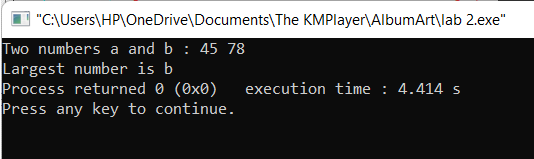 "C:\Users\HP\OneDrive\Documents\The KMPlayer\AlbumArt\lab 2.exe"
Two numbers a and b : 45 78
Largest number is b
Process returned 0 (0x0)   execution time : 4.414 s
Press any key to continue.